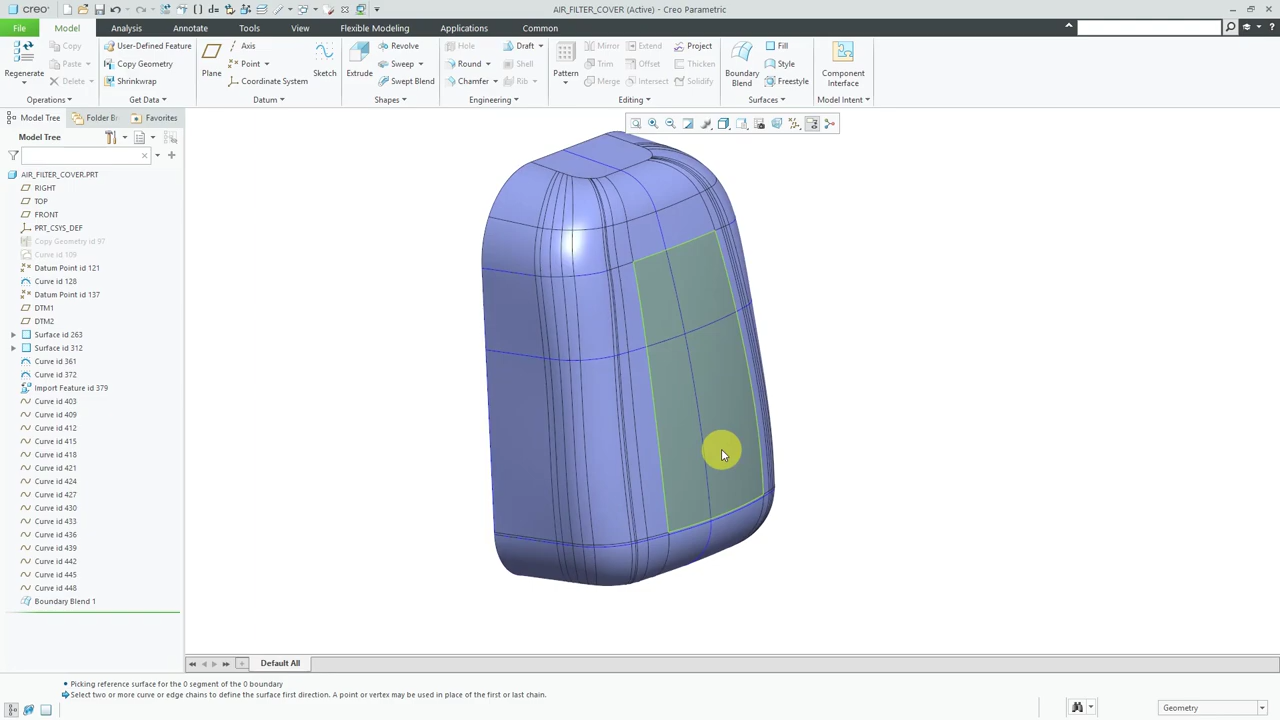 creo
AIR_FILTER_COVER (Active) - Creo Parametric
File Model Analysis Annotate Tools View Flexible Modeling Applications Common
Regenerate
Copy
Paste
Delete
Operations
User-Defined Feature
Copy Geometry
Shrinkwrap
Get Data
Plane
Axis
Point
Coordinate System
Sketch
Datum
Extrude
Revolve
Sweep
Swept Blend
Shapes
Hole
Round
Chamfer
Draft
Shell
Rib
Engineering
Pattern
Mirror
Trim
Merge
Extend
Offset
Intersect
Project
Thicken
Solidify
Editing
Boundary
Blend
Fill
Style
Freestyle
Surfaces
Component
Interface
Model Intent
Model Tree Folder Br Favorites
Model Tree
AIR_FILTER_COVER.PRT
RIGHT
TOP
FRONT
PRT_CSYS_DEF
Copy Geometry id 97
Curve id 109
Datum Point id 121
Curve id 128
Datum Point id 137
DTM1
DTM2
Surface id 263
Surface id 312
Curve id 361
Curve id 372
Import Feature id 379
Curve id 403
Curve id 409
Curve id 412
Curve id 415
Curve id 418
Curve id 421
Curve id 424
Curve id 427
Curve id 430
Curve id 433
Curve id 436
Curve id 439
Curve id 442
Curve id 445
Curve id 448
Boundary Blend 1
Default All
Picking reference surface for the 0 segment of the 0 boundary
Select two or more curve or edge chains to define the surface first direction. A point or vertex may be used in place of the first or last chain.
Geometry